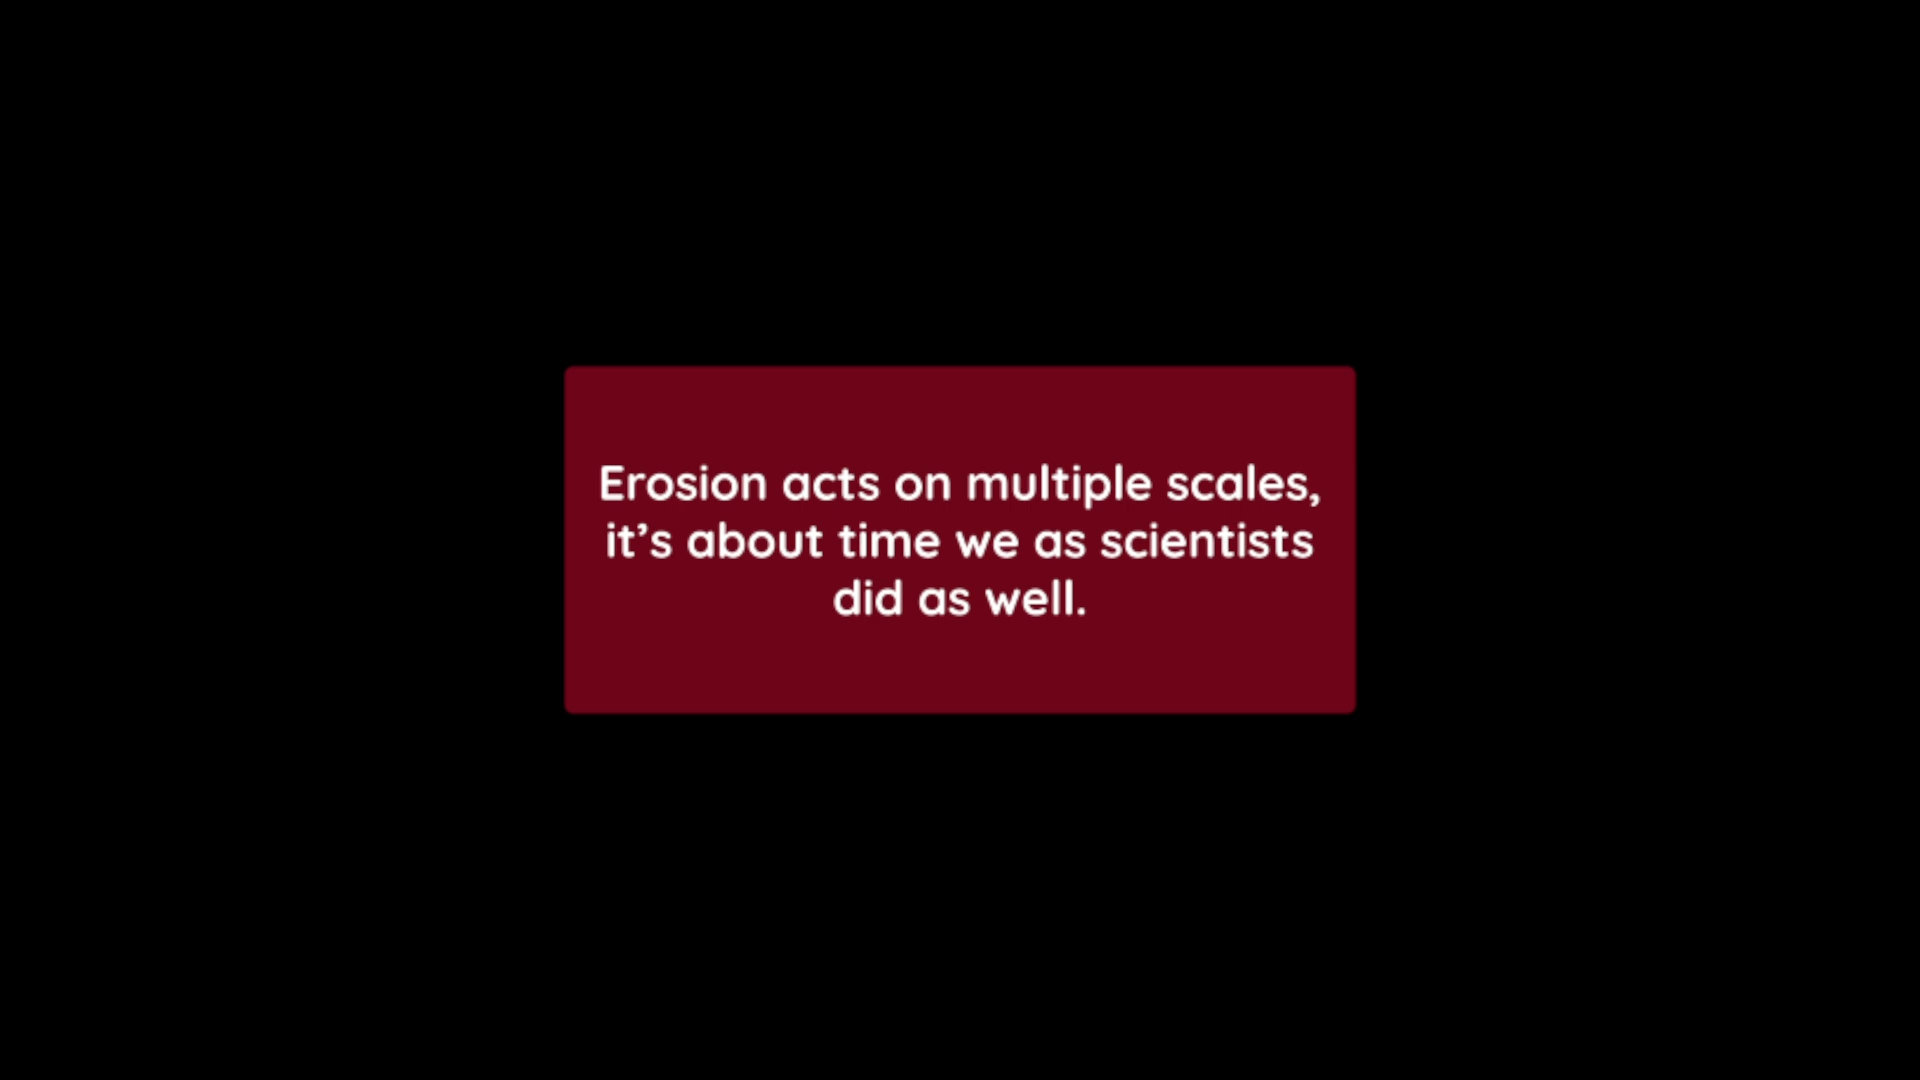 Erosion acts on multiple scales,
it’s about time we as scientists
did as well.